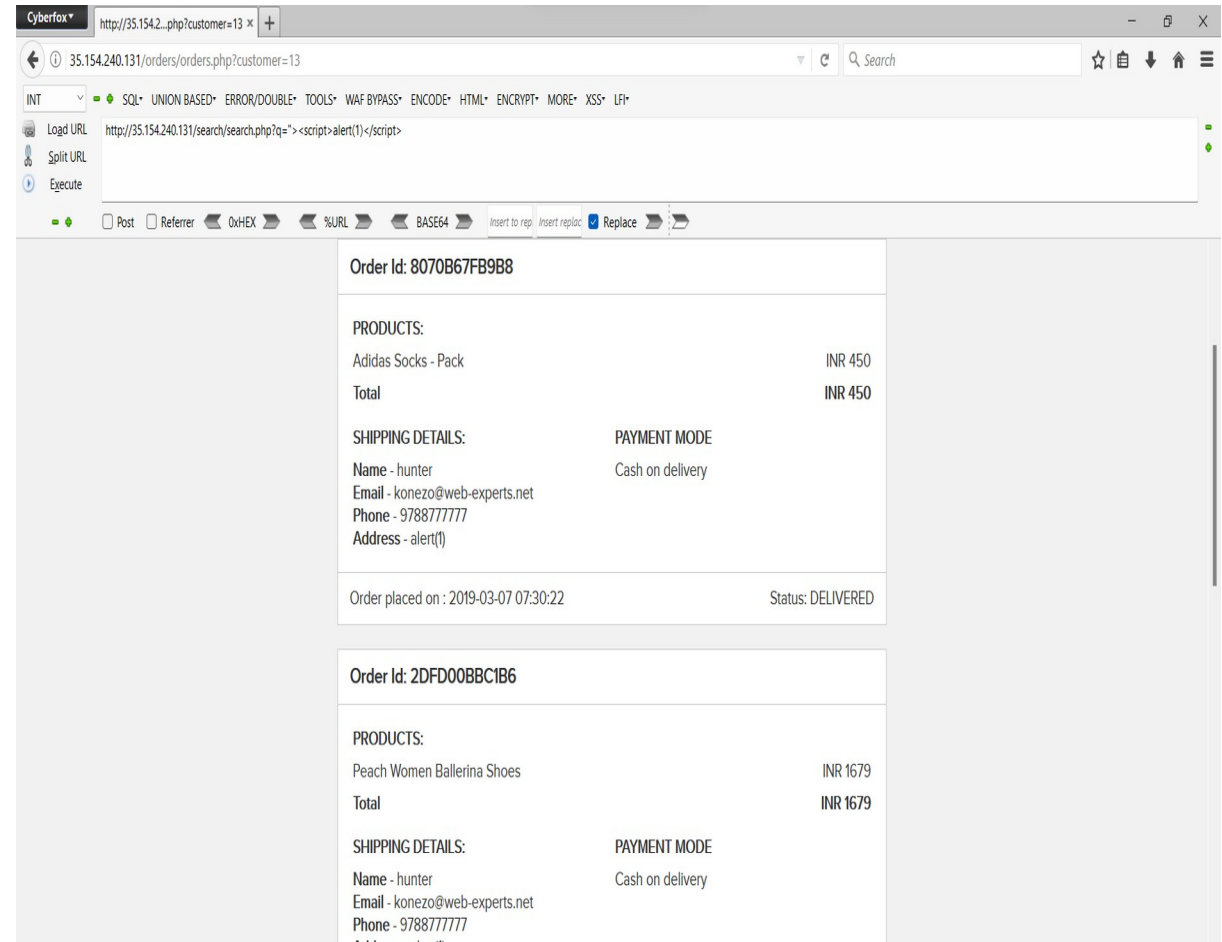 Cyberfox
http://35.154.2...php?customer=13 × +
35.154.240.131/orders/orders.php?customer=13
Search
INT SQL UNION BASED ERROR/DOUBLE TOOLS WAF BYPASS ENCODE HTML ENCRYPT MORE XSS LFI
Load URL http://35.154.240.131/search/search.php?q="><script>alert(1)</script>
Split URL
Execute
Post Referrer 0xHEX %URL BASE64 Insert to rep Insert replac Replace
Order Id: 8070B67FB9B8
PRODUCTS:
Adidas Socks - Pack INR 450
Total INR 450
SHIPPING DETAILS: PAYMENT MODE
Name - hunter Cash on delivery
Email - konezo@web-experts.net
Phone - 9788777777
Address - alert(1)
Order placed on : 2019-03-07 07:30:22 Status: DELIVERED
Order Id: 2DFD00BBC1B6
PRODUCTS:
Peach Women Ballerina Shoes INR 1679
Total INR 1679
SHIPPING DETAILS: PAYMENT MODE
Name - hunter Cash on delivery
Email - konezo@web-experts.net
Phone - 9788777777